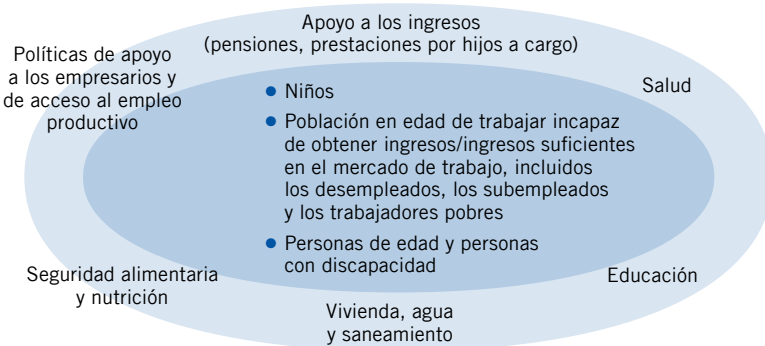 Apoyo a los ingresos
(pensiones, prestaciones por hijos a cargo)
Políticas de apoyo
a los empresarios y
de acceso al empleo
productivo
Salud
• Niños
• Población en edad de trabajar incapaz
de obtener ingresos/ingresos suficientes
en el mercado de trabajo, incluidos
los desempleados, los subempleados
y los trabajadores pobres
• Personas de edad y personas
con discapacidad
Seguridad alimentaria
y nutrición
Educación
Vivienda, agua
y saneamiento